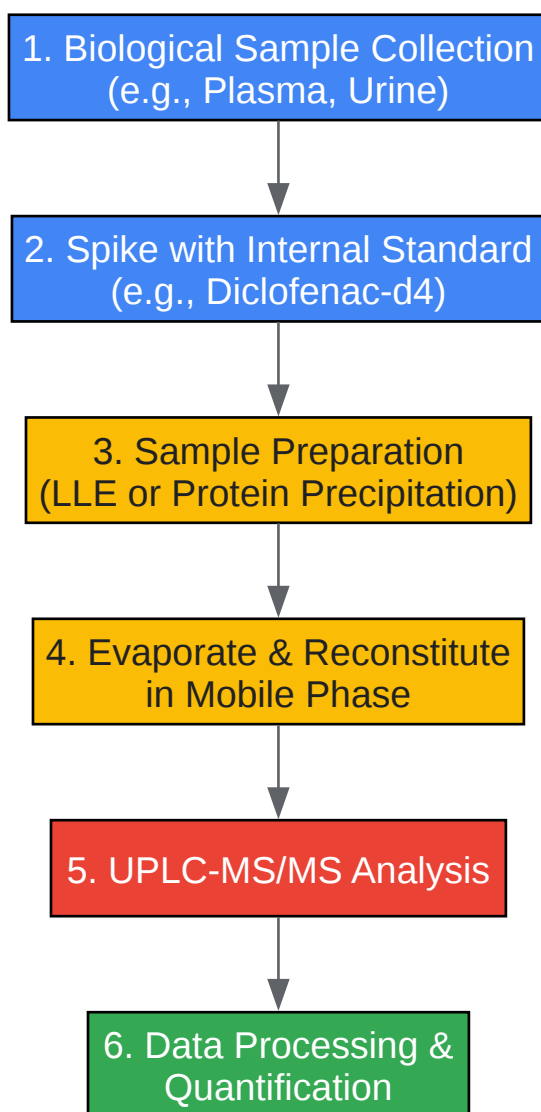 1. Biological Sample Collection
(e.g., Plasma, Urine)
2. Spike with Internal Standard
(e.g., Diclofenac-d4)
3. Sample Preparation
(LLE or Protein Precipitation)
4. Evaporate & Reconstitute
in Mobile Phase
5. UPLC-MS/MS Analysis
6. Data Processing &
Quantification